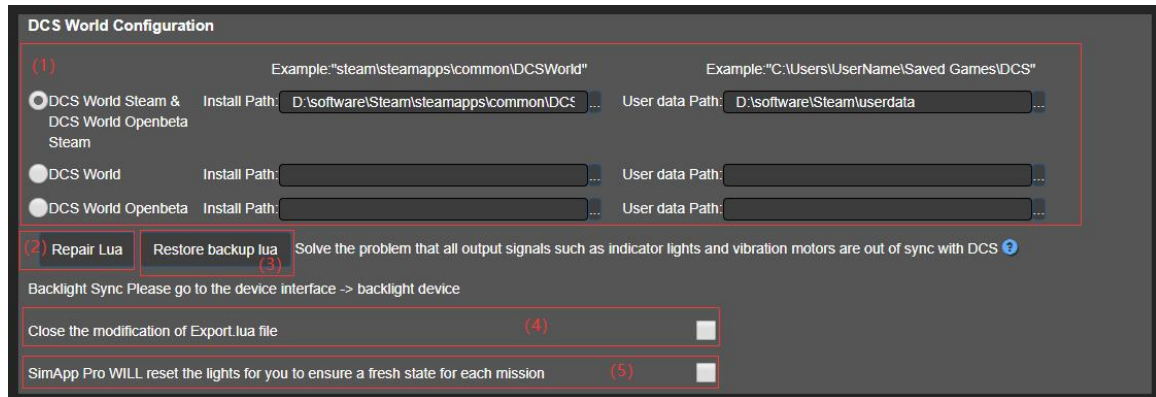 DCS World Configuration
(1)
Example:"steam\steamapps\common\DCSWorld" Example:"C:\Users\UserName\Saved Games\DCS"
DCS World Steam & Install Path: D:\software\Steam\steamapps\common\DCS ... User data Path: D:\software\Steam\userdata ...
DCS World Openbeta
Steam
DCS World Install Path: ... User data Path: ...
DCS World Openbeta Install Path: ... User data Path: ...
(2) Repair Lua Restore backup lua (3) Solve the problem that all output signals such as indicator lights and vibration motors are out of sync with DCS ?
Backlight Sync Please go to the device interface -> backlight device
Close the modification of Export.lua file (4)
SimApp Pro WILL reset the lights for you to ensure a fresh state for each mission (5)